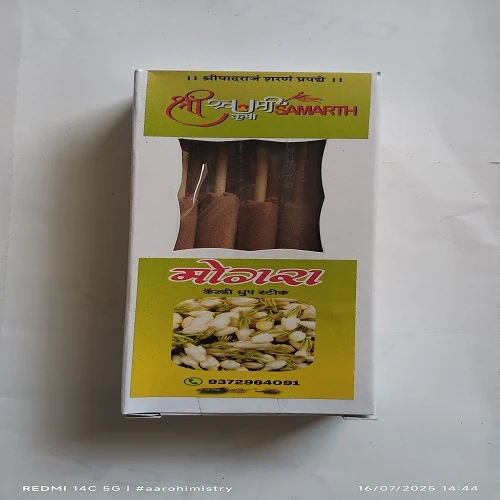 ।। श्रीपादराजं शरणं प्रपद्ये ।।
श्री स्वामी SAMARTH
कृपा
मोगरा
कॅन्डी धुप स्टीक
9372964091
REDMI 14C 5G | #aarohimistry
16/07/2025 14:44